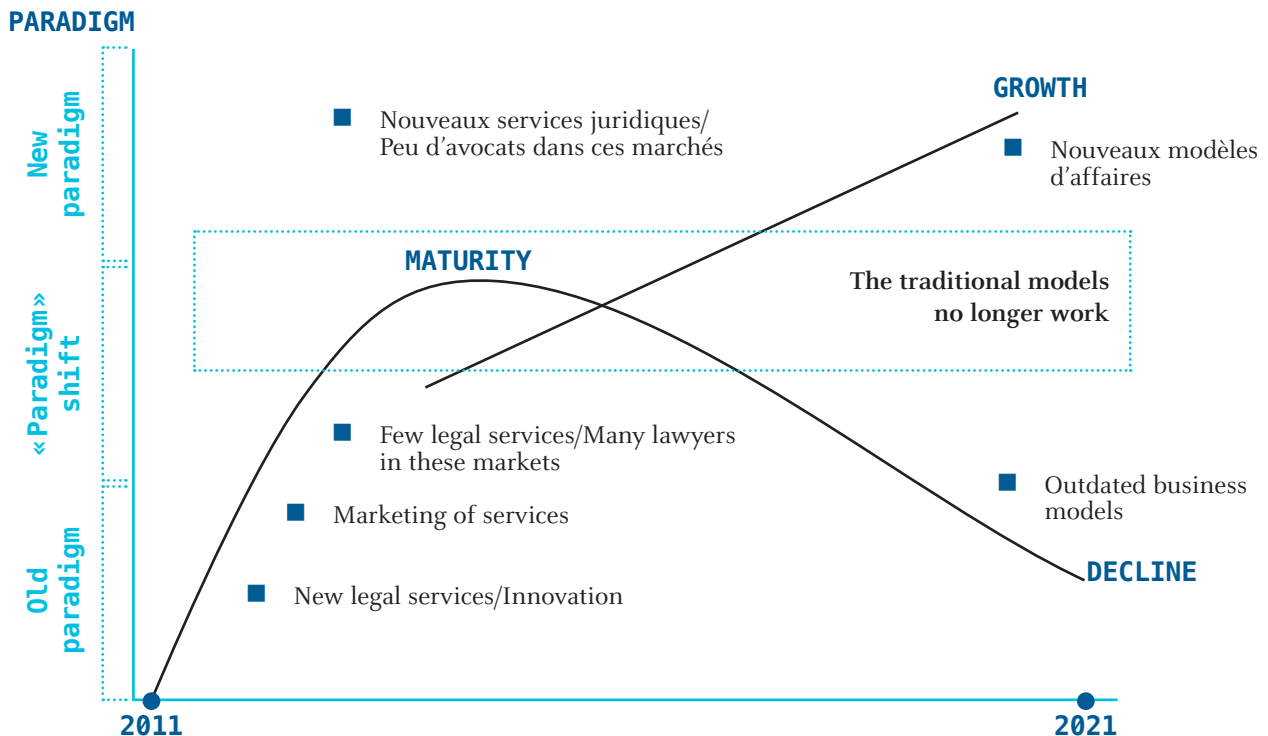 PARADIGM
New
paradigm
«Paradigm»
shift
Old
paradigm
GROWTH
Nouveaux services juridiques/
Peu d’avocats dans ces marchés
Nouveaux modèles
d’affaires
MATURITY
The traditional models
no longer work
Few legal services/Many lawyers
in these markets
Marketing of services
New legal services/Innovation
Outdated business
models
DECLINE
2011
2021